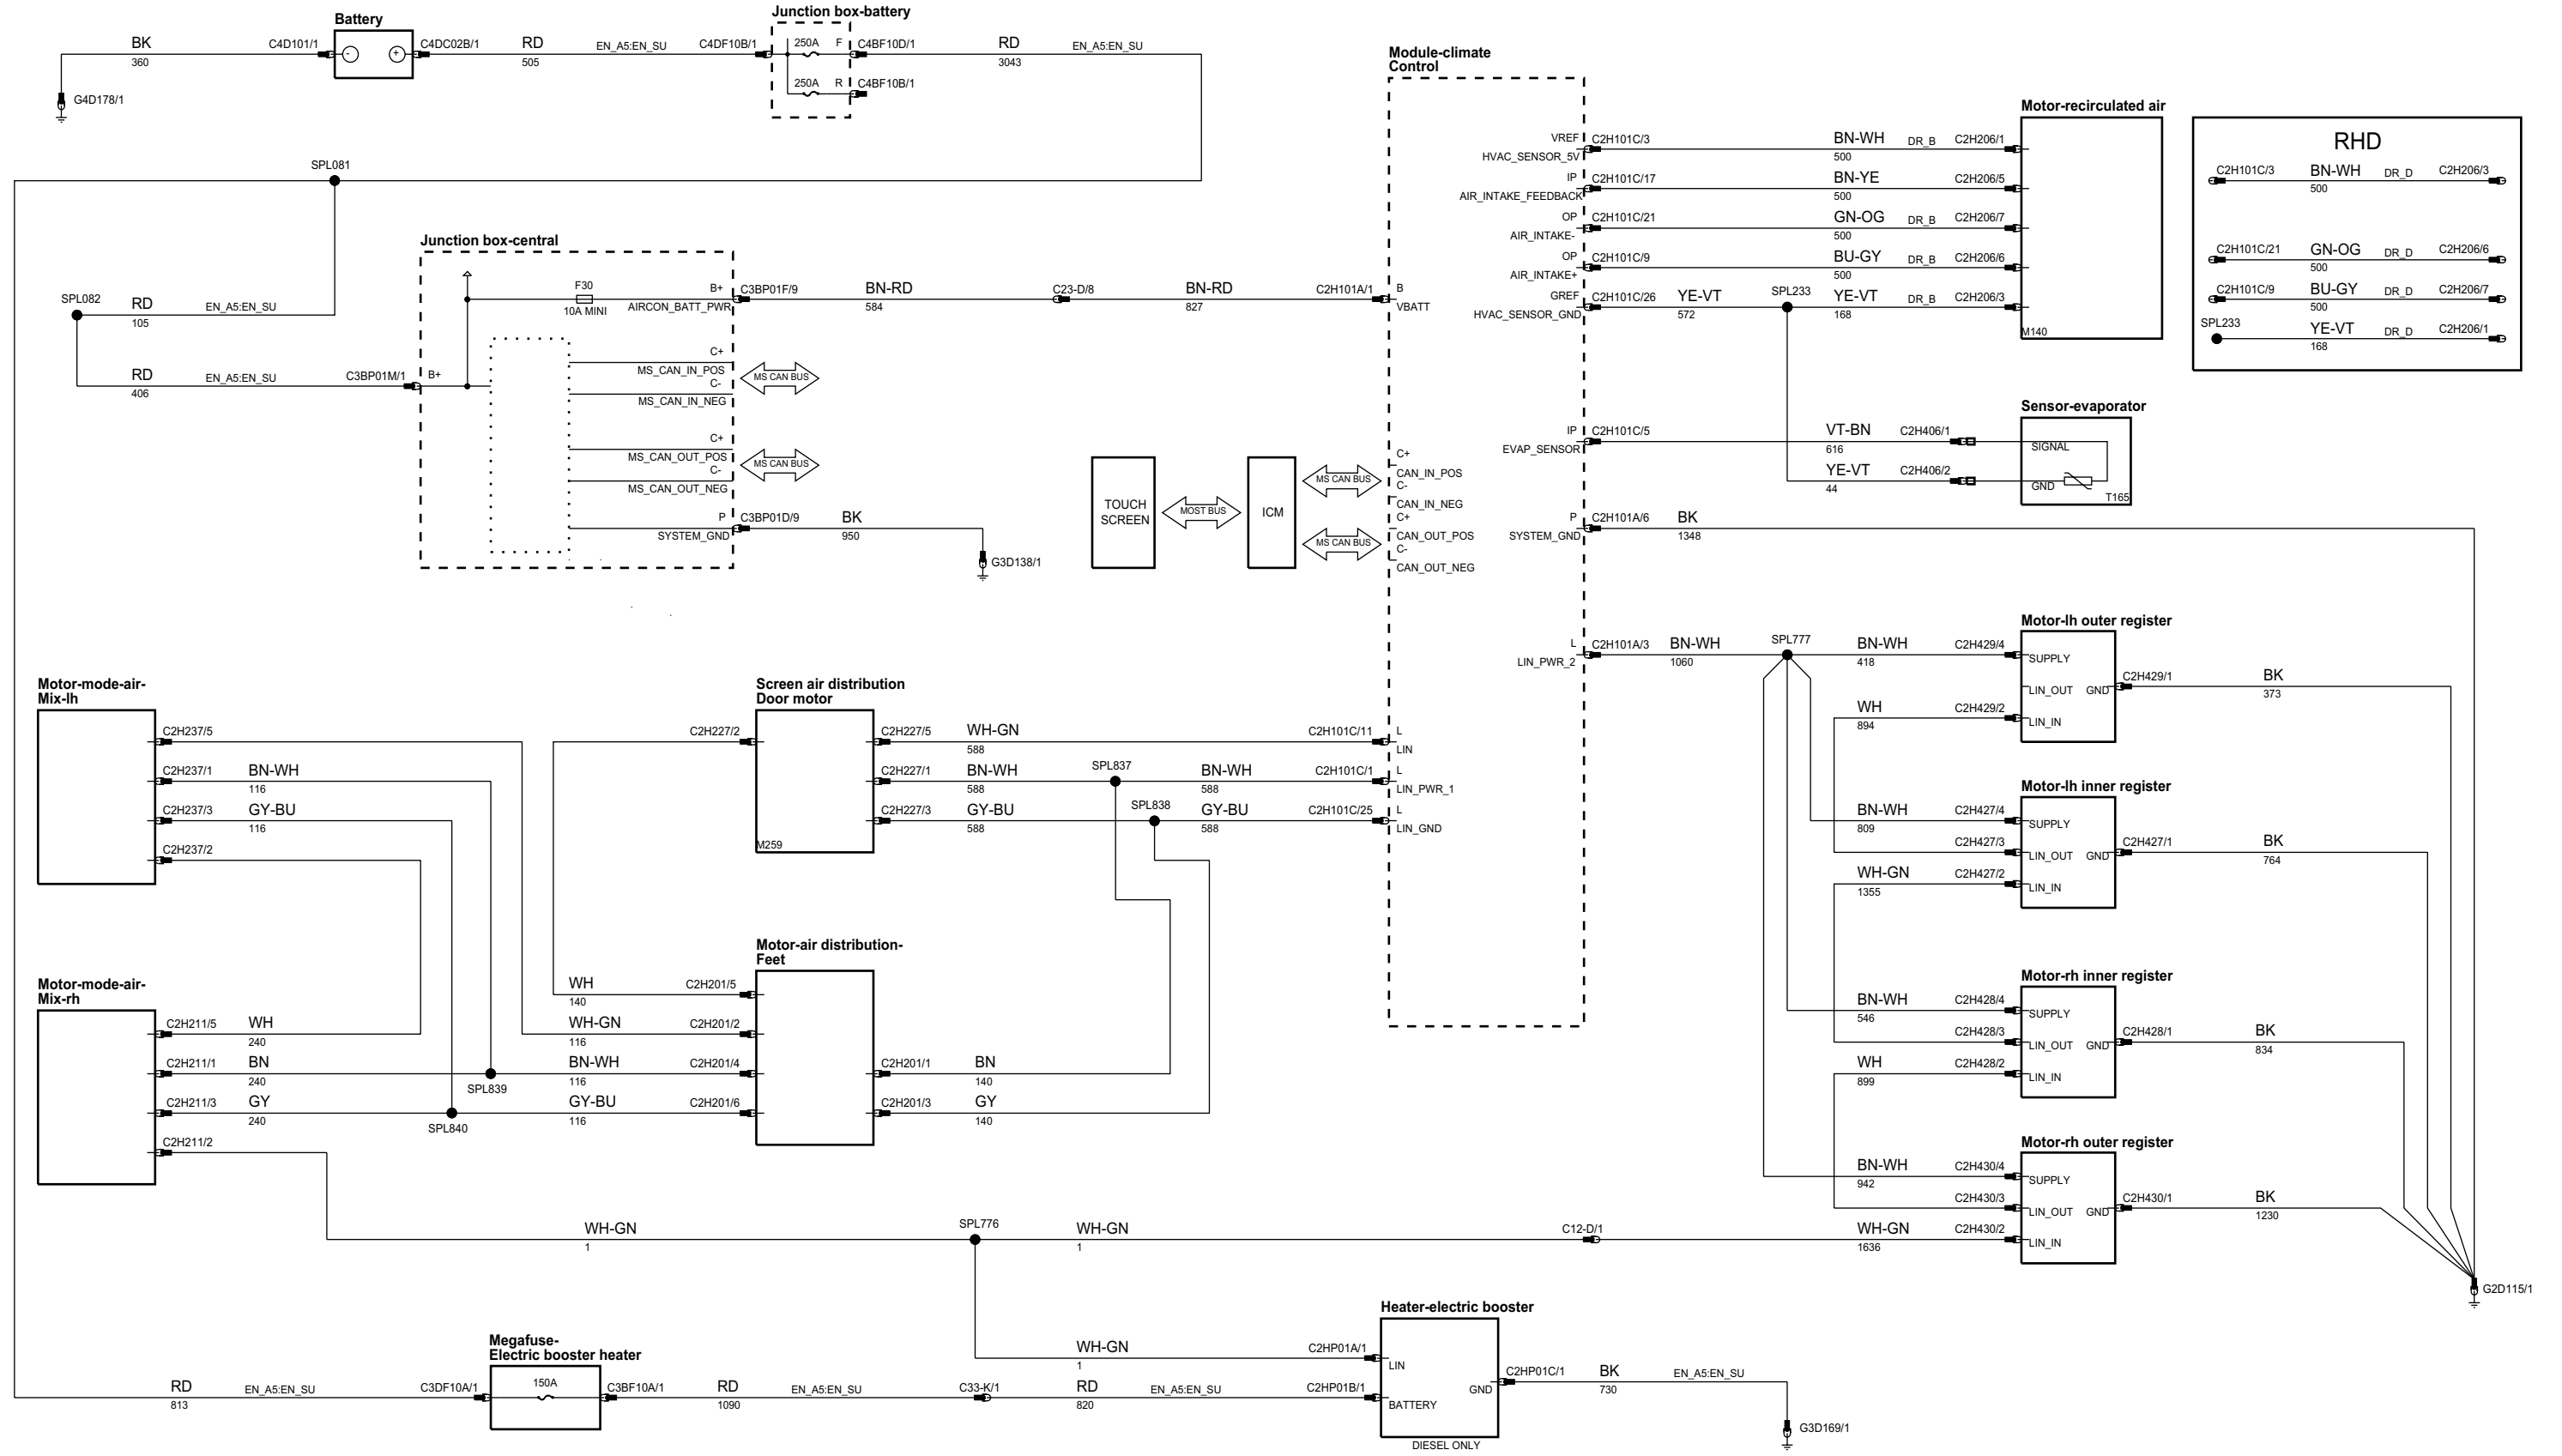 Battery
BK
360
C4D101/1
-
+
C4DC02B/1
RD
505
EN_A5:EN_SU
G4D178/1
Junction box-battery
C4DF10B/1
250A F
250A R
C4BF10D/1
C4BF10B/1
RD
3043
EN_A5:EN_SU
SPL081
SPL082
RD
105
EN_A5:EN_SU
RD
406
EN_A5:EN_SU
C3BP01M/1
Junction box-central
B+
F30
10A MINI
B+
AIRCON_BATT_PWR
C3BP01F/9
BN-RD
584
C23-D/8
BN-RD
827
C2H101A/1
C+
MS_CAN_IN_POS
C-
MS_CAN_IN_NEG
MS CAN BUS
C+
MS_CAN_OUT_POS
C-
MS_CAN_OUT_NEG
MS CAN BUS
P
SYSTEM_GND
C3BP01D/9
BK
950
G3D138/1
TOUCH
SCREEN
MOST BUS
ICM
MS CAN BUS
MS CAN BUS
Module-climate
Control
B
VBATT
C+
CAN_IN_POS
C-
CAN_IN_NEG
C+
CAN_OUT_POS
C-
CAN_OUT_NEG
L
LIN
L
LIN_PWR_1
L
LIN_GND
VREF
HVAC_SENSOR_5V
IP
AIR_INTAKE_FEEDBACK
OP
AIR_INTAKE-
OP
AIR_INTAKE+
GREF
HVAC_SENSOR_GND
IP
EVAP_SENSOR
P
SYSTEM_GND
L
LIN_PWR_2
C2H101C/3
BN-WH
500
DR_B
C2H206/1
C2H101C/17
BN-YE
500
C2H206/5
C2H101C/21
GN-OG
500
DR_B
C2H206/7
C2H101C/9
BU-GY
500
DR_B
C2H206/6
C2H101C/26
YE-VT
572
SPL233
YE-VT
168
DR_B
C2H206/3
Motor-recirculated air
M140
RHD
C2H101C/3
BN-WH
500
DR_D
C2H206/3
C2H101C/21
GN-OG
500
DR_D
C2H206/6
C2H101C/9
BU-GY
500
DR_D
C2H206/7
SPL233
YE-VT
168
DR_D
C2H206/1
Sensor-evaporator
C2H101C/5
VT-BN
616
C2H406/1
YE-VT
44
C2H406/2
SIGNAL
GND
T165
C2H101A/6
BK
1348
C2H101A/3
BN-WH
1060
SPL777
BN-WH
418
C2H429/4
WH
894
C2H429/2
Motor-lh outer register
SUPPLY
LIN_OUT
GND
LIN_IN
C2H429/1
BK
373
Motor-lh inner register
BN-WH
809
C2H427/4
C2H427/3
WH-GN
1355
C2H427/2
SUPPLY
LIN_OUT
GND
LIN_IN
C2H427/1
BK
764
Motor-rh inner register
BN-WH
546
C2H428/4
C2H428/3
WH
899
C2H428/2
SUPPLY
LIN_OUT
GND
LIN_IN
C2H428/1
BK
834
Motor-rh outer register
BN-WH
942
C2H430/4
C2H430/3
WH-GN
1636
C2H430/2
SUPPLY
LIN_OUT
GND
LIN_IN
C2H430/1
BK
1230
G2D115/1
Motor-mode-air-
Mix-lh
C2H237/5
C2H237/1
BN-WH
116
C2H237/3
GY-BU
116
C2H237/2
Motor-mode-air-
Mix-rh
C2H211/5
WH
240
C2H211/1
BN
240
C2H211/3
GY
240
C2H211/2
SPL839
SPL840
Screen air distribution
Door motor
C2H227/2
M259
C2H227/5
WH-GN
588
C2H101C/11
C2H227/1
BN-WH
588
SPL837
BN-WH
588
C2H101C/1
C2H227/3
GY-BU
588
SPL838
GY-BU
588
C2H101C/25
Motor-air distribution-
Feet
WH
140
C2H201/5
WH-GN
116
C2H201/2
BN-WH
116
C2H201/4
GY-BU
116
C2H201/6
C2H201/1
BN
140
C2H201/3
GY
140
WH-GN
1
SPL776
WH-GN
1
C12-D/1
Megafuse-
Electric booster heater
RD
813
EN_A5:EN_SU
C3DF10A/1
150A
C3BF10A/1
RD
1090
EN_A5:EN_SU
C33-K/1
RD
820
EN_A5:EN_SU
C2HP01B/1
WH-GN
1
C2HP01A/1
Heater-electric booster
LIN
GND
BATTERY
DIESEL ONLY
C2HP01C/1
BK
730
EN_A5:EN_SU
G3D169/1